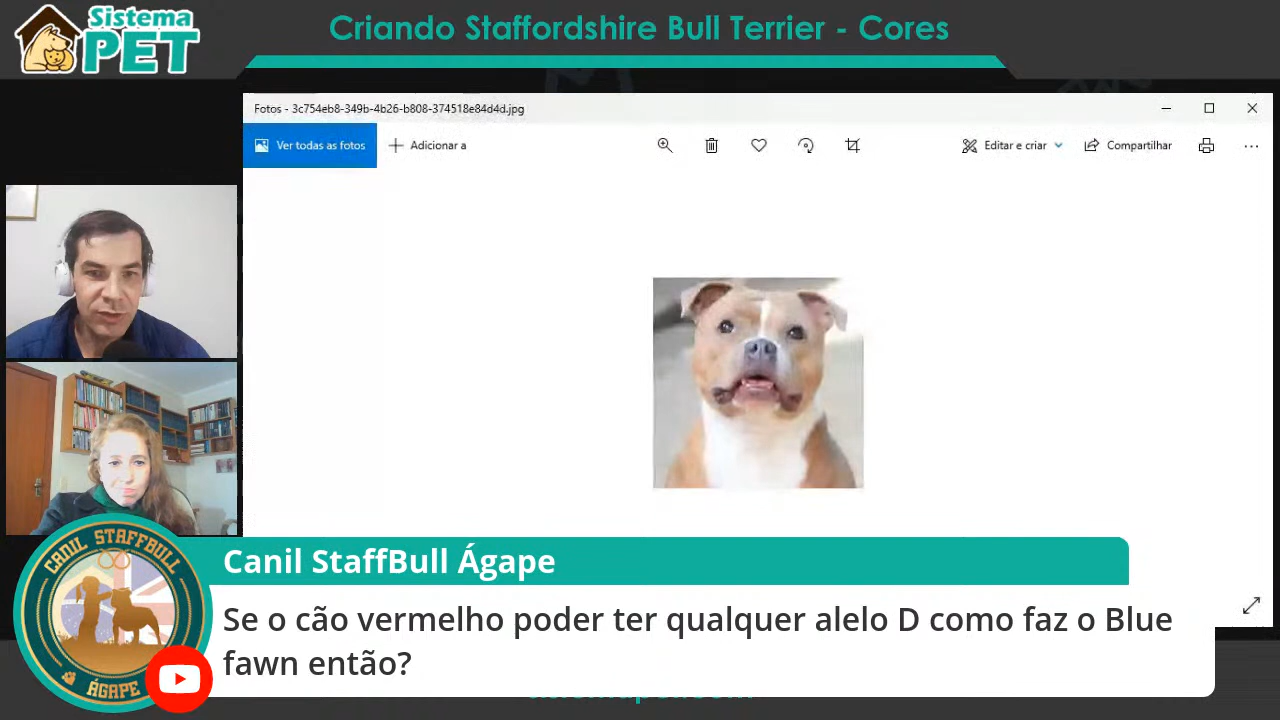 Sistema
PET
Criando Staffordshire Bull Terrier - Cores
Fotos - 3c754eb8-349b-4b26-b808-374518e84d4d.jpg
Ver todas as fotos
Adicionar a
Editar e criar
Compartilhar
CANIL STAFFBULL
ÁGAPE
Canil StaffBull Ágape
Se o cão vermelho poder ter qualquer alelo D como faz o Blue
fawn então?